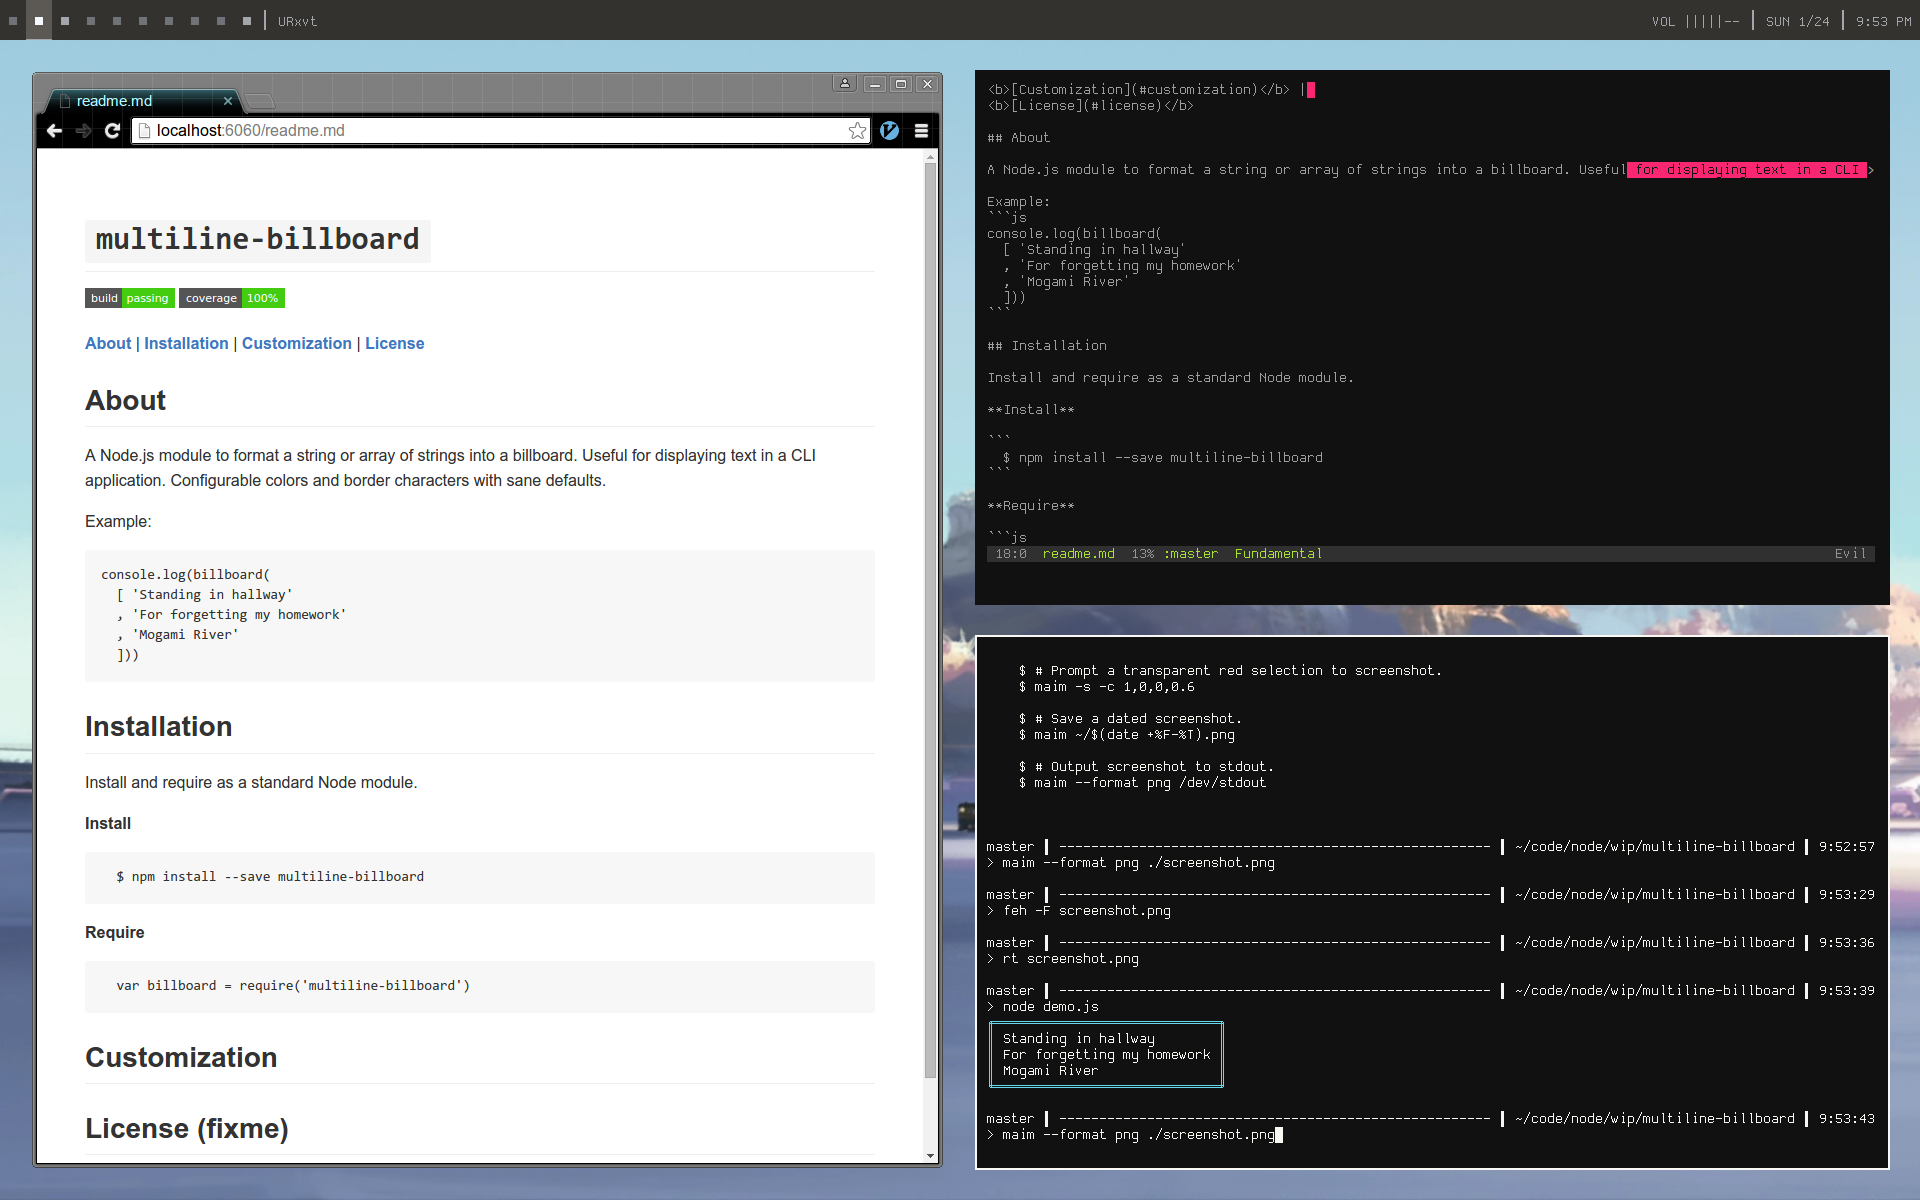 URxvt
VOL |||||-- | SUN 1/24 | 9:53 PM
readme.md
localhost:6060/readme.md
multiline-billboard
build passing coverage 100%
About | Installation | Customization | License
About
A Node.js module to format a string or array of strings into a billboard. Useful for displaying text in a CLI
application. Configurable colors and border characters with sane defaults.
Example:
console.log(billboard(
  [ 'Standing in hallway'
  , 'For forgetting my homework'
  , 'Mogami River'
  ]))
Installation
Install and require as a standard Node module.
Install
  $ npm install --save multiline-billboard
Require
  var billboard = require('multiline-billboard')
Customization
License (fixme)
<b>[Customization](#customization)</b> |
<b>[License](#license)</b>
## About
A Node.js module to format a string or array of strings into a billboard. Useful for displaying text in a CLI >
Example:
```js
console.log(billboard(
  [ 'Standing in hallway'
  , 'For forgetting my homework'
  , 'Mogami River'
  ]))
```
## Installation
Install and require as a standard Node module.
**Install**
```
  $ npm install --save multiline-billboard
```
**Require**
```js
18:0  readme.md  13% :master  Fundamental  Evil
$ # Prompt a transparent red selection to screenshot.
$ maim -s -c 1,0,0,0.6
$ # Save a dated screenshot.
$ maim ~/$(date +%F-%T).png
$ # Output screenshot to stdout.
$ maim --format png /dev/stdout
master | ------------------------------------------------------ | ~/code/node/wip/multiline-billboard | 9:52:57
> maim --format png ./screenshot.png
master | ------------------------------------------------------ | ~/code/node/wip/multiline-billboard | 9:53:29
> feh -F screenshot.png
master | ------------------------------------------------------ | ~/code/node/wip/multiline-billboard | 9:53:36
> rt screenshot.png
master | ------------------------------------------------------ | ~/code/node/wip/multiline-billboard | 9:53:39
> node demo.js
Standing in hallway
For forgetting my homework
Mogami River
master | ------------------------------------------------------ | ~/code/node/wip/multiline-billboard | 9:53:43
> maim --format png ./screenshot.png